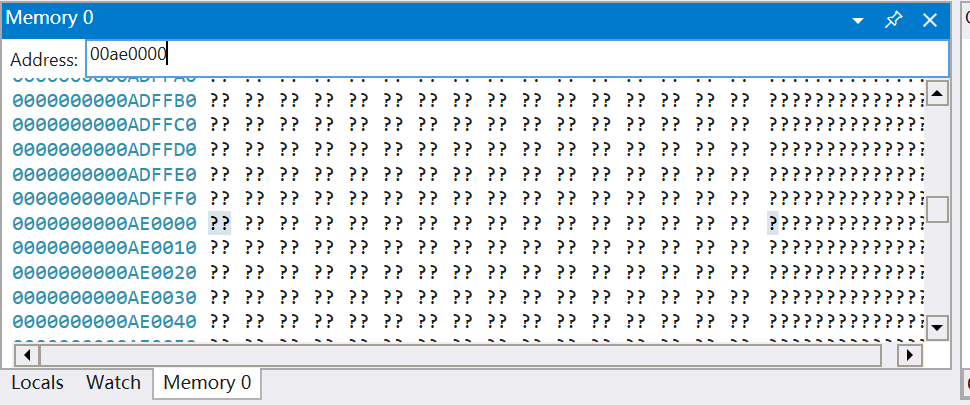 Memory 0
Address: 00ae0000
0000000000ADFFB0 ?? ?? ?? ?? ?? ?? ?? ?? ?? ?? ?? ?? ?? ?? ?? ?? ??????????????
0000000000ADFFC0 ?? ?? ?? ?? ?? ?? ?? ?? ?? ?? ?? ?? ?? ?? ?? ?? ??????????????
0000000000ADFFD0 ?? ?? ?? ?? ?? ?? ?? ?? ?? ?? ?? ?? ?? ?? ?? ?? ??????????????
0000000000ADFFE0 ?? ?? ?? ?? ?? ?? ?? ?? ?? ?? ?? ?? ?? ?? ?? ?? ??????????????
0000000000ADFFF0 ?? ?? ?? ?? ?? ?? ?? ?? ?? ?? ?? ?? ?? ?? ?? ?? ??????????????
0000000000AE0000 ?? ?? ?? ?? ?? ?? ?? ?? ?? ?? ?? ?? ?? ?? ?? ?? ??????????????
0000000000AE0010 ?? ?? ?? ?? ?? ?? ?? ?? ?? ?? ?? ?? ?? ?? ?? ?? ??????????????
0000000000AE0020 ?? ?? ?? ?? ?? ?? ?? ?? ?? ?? ?? ?? ?? ?? ?? ?? ??????????????
0000000000AE0030 ?? ?? ?? ?? ?? ?? ?? ?? ?? ?? ?? ?? ?? ?? ?? ?? ??????????????
0000000000AE0040 ?? ?? ?? ?? ?? ?? ?? ?? ?? ?? ?? ?? ?? ?? ?? ?? ??????????????
Locals Watch Memory 0